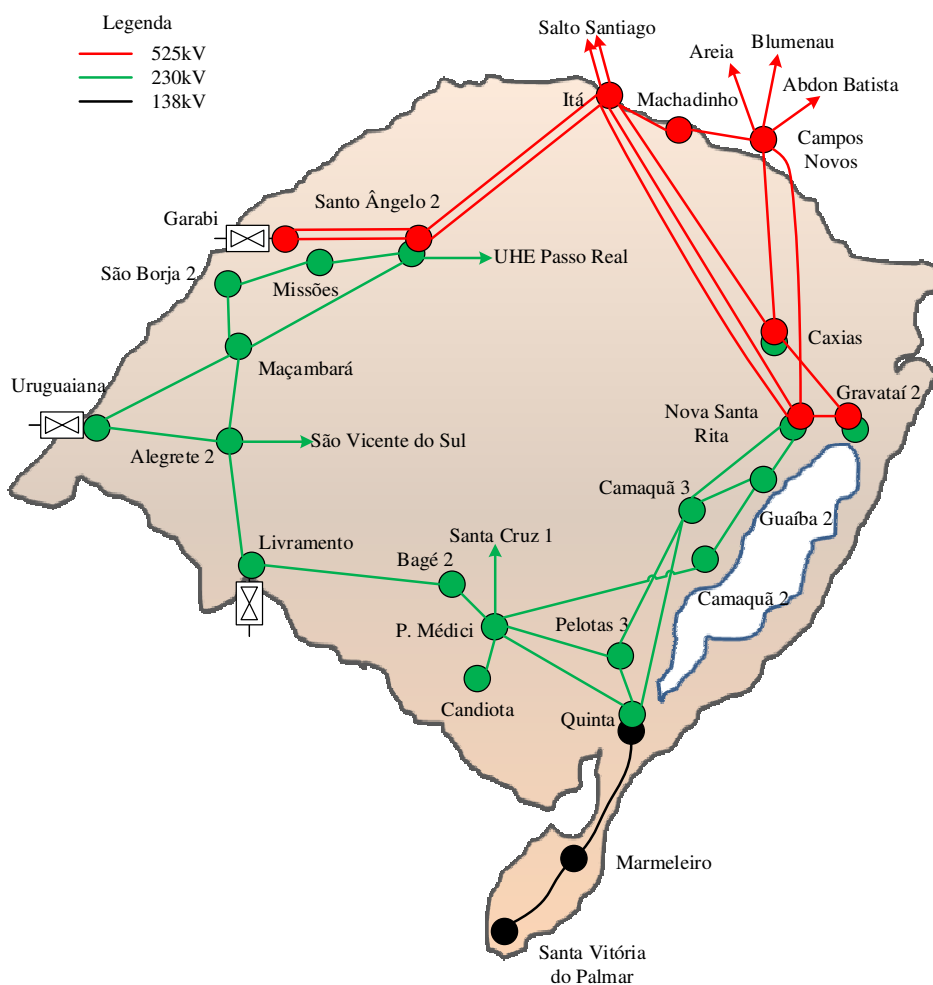 Legenda
525kV
230kV
138kV
Salto Santiago
Itá
Machadinho
Areia
Blumenau
Abdon Batista
Campos
Novos
Santo Ângelo 2
Garabi
UHE Passo Real
São Borja 2
Missões
Maçambará
Caxias
Uruguaiana
Gravataí 2
Nova Santa
Rita
Alegrete 2
São Vicente do Sul
Camaquã 3
Guaíba 2
Santa Cruz 1
Livramento
Bagé 2
Camaquã 2
P. Médici
Pelotas 3
Candiota
Quinta
Marmeleiro
Santa Vitória
do Palmar